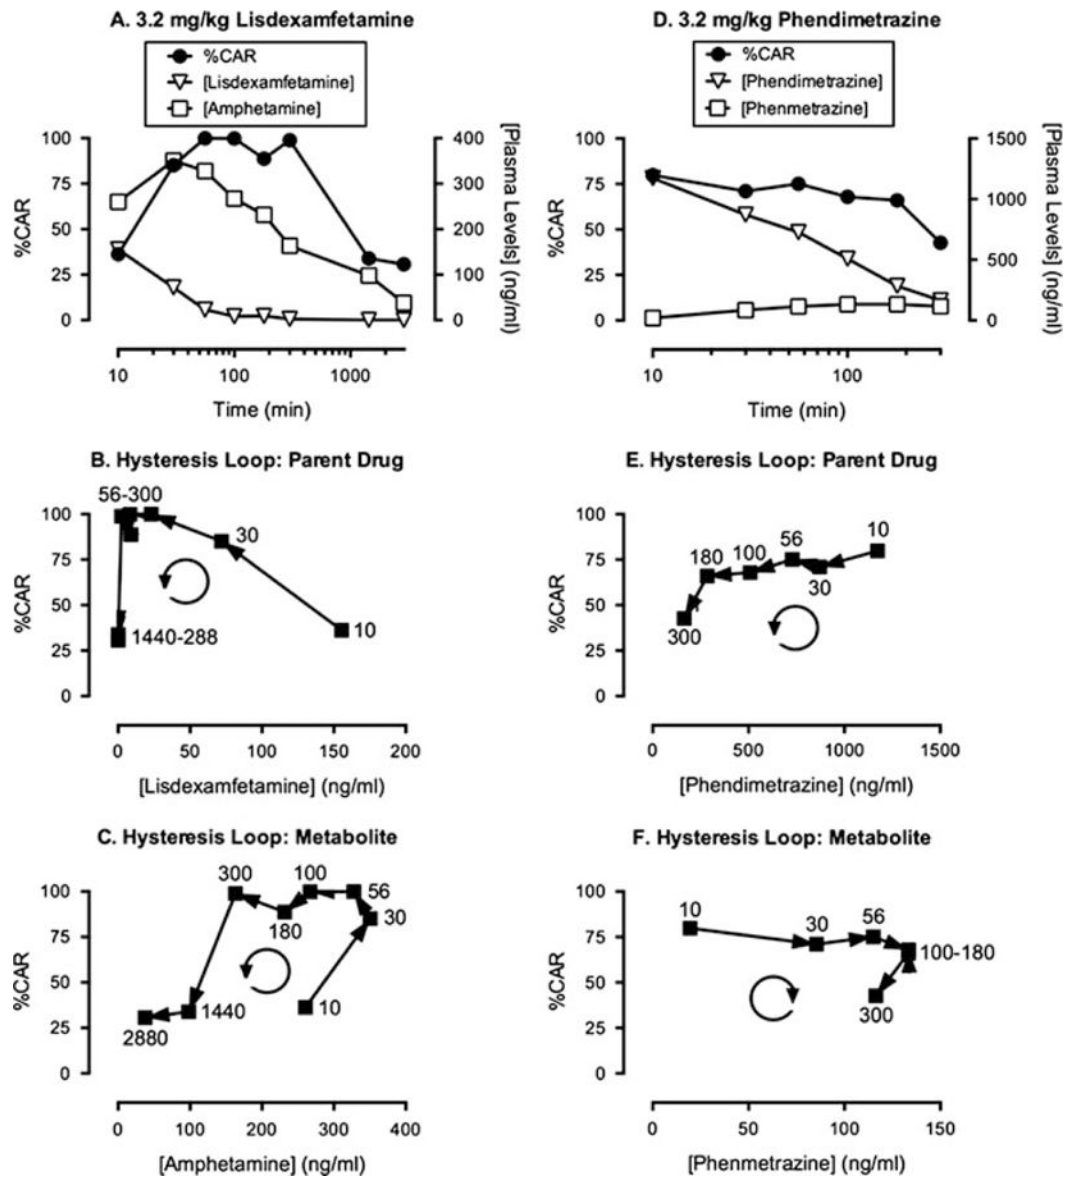 A. 3.2 mg/kg Lisdexamfetamine
%CAR
[Lisdexamfetamine]
[Amphetamine]
100
75
50
25
0
%CAR
400
300
200
100
0
[Plasma Levels] (ng/ml)
10 100 1000
Time (min)
D. 3.2 mg/kg Phendimetrazine
%CAR
[Phendimetrazine]
[Phenmetrazine]
100
75
50
25
0
%CAR
1500
1000
500
0
[Plasma Levels] (ng/ml)
10 100
Time (min)
B. Hysteresis Loop: Parent Drug
56-300
30
10
1440-288
100
75
50
25
0
%CAR
0 50 100 150 200
[Lisdexamfetamine] (ng/ml)
E. Hysteresis Loop: Parent Drug
10
56
100
180
30
300
100
75
50
25
0
%CAR
0 500 1000 1500
[Phendimetrazine] (ng/ml)
C. Hysteresis Loop: Metabolite
300
100
56
30
180
10
1440
2880
100
75
50
25
0
%CAR
0 100 200 300 400
[Amphetamine] (ng/ml)
F. Hysteresis Loop: Metabolite
10
30
56
100-180
300
100
75
50
25
0
%CAR
0 50 100 150
[Phenmetrazine] (ng/ml)